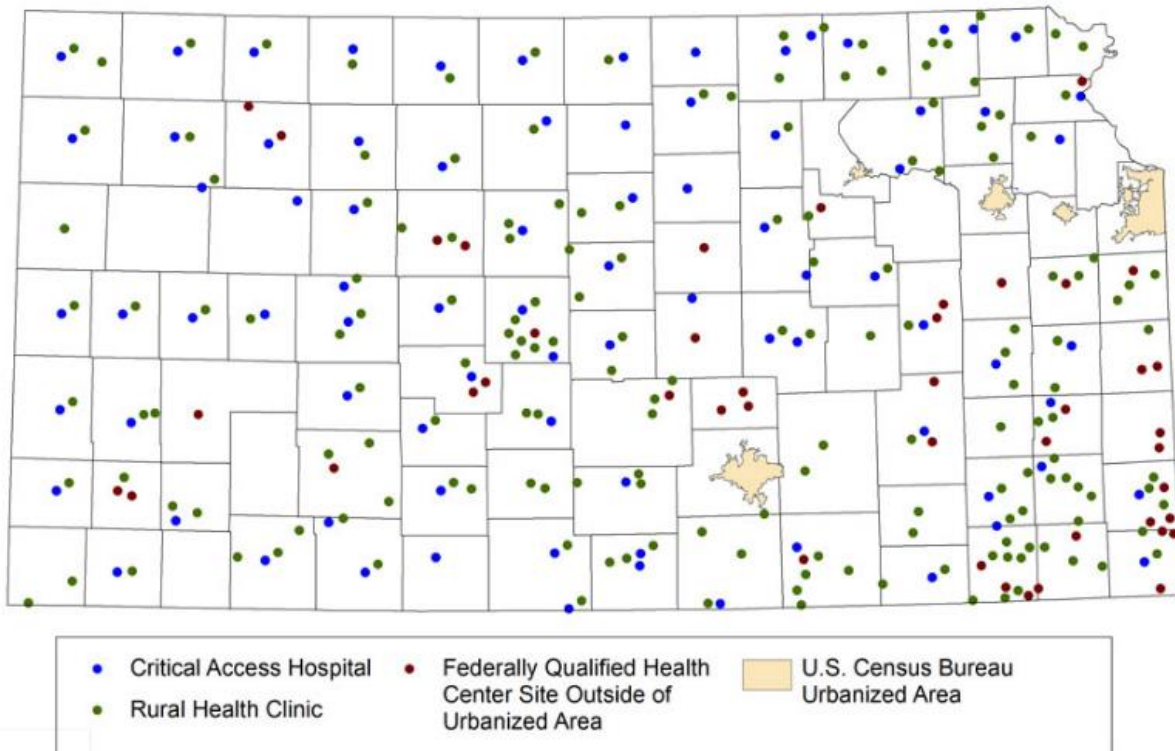 Critical Access Hospital
Rural Health Clinic
Federally Qualified Health
Center Site Outside of
Urbanized Area
U.S. Census Bureau
Urbanized Area